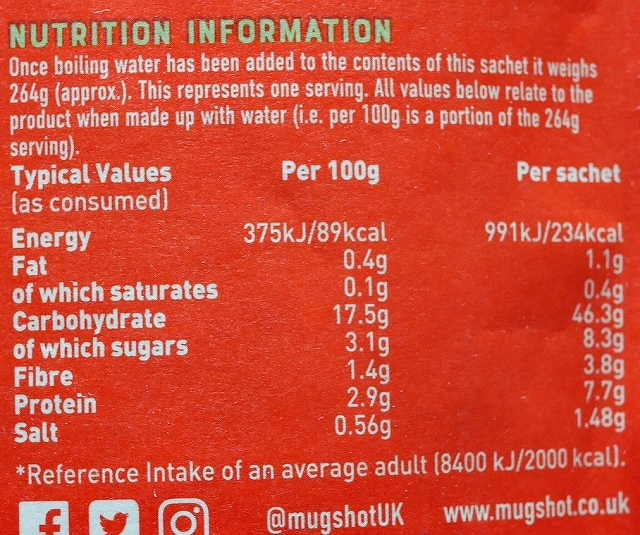 NUTRITION INFORMATION
Once boiling water has been added to the contents of this sachet it weighs
264g (approx.). This represents one serving. All values below relate to the
product when made up with water (i.e. per 100g is a portion of the 264g
serving).
Typical Values Per 100g Per sachet
(as consumed)
Energy 375kJ/89kcal 991kJ/234kcal
Fat 0.4g 1.1g
of which saturates 0.1g 0.4g
Carbohydrate 17.5g 46.3g
of which sugars 3.1g 8.3g
Fibre 1.4g 3.8g
Protein 2.9g 7.7g
Salt 0.56g 1.48g
*Reference Intake of an average adult (8400 kJ/2000 kcal).
@mugshotUK www.mugshot.co.uk